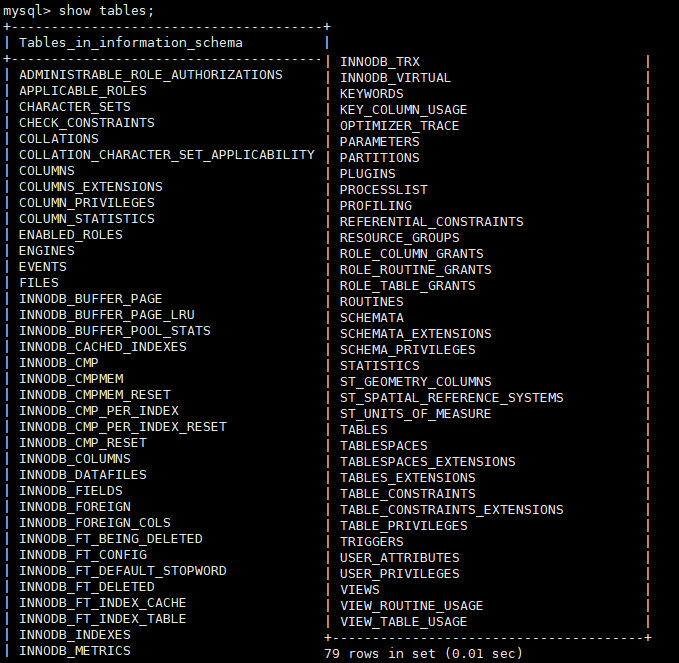 mysql> show tables;
+---------------------------------------+
| Tables_in_information_schema |
+---------------------------------------
| ADMINISTRABLE_ROLE_AUTHORIZATIONS
| APPLICABLE_ROLES
| CHARACTER_SETS
| CHECK_CONSTRAINTS
| COLLATIONS
| COLLATION_CHARACTER_SET_APPLICABILITY
| COLUMNS
| COLUMNS_EXTENSIONS
| COLUMN_PRIVILEGES
| COLUMN_STATISTICS
| ENABLED_ROLES
| ENGINES
| EVENTS
| FILES
| INNODB_BUFFER_PAGE
| INNODB_BUFFER_PAGE_LRU
| INNODB_BUFFER_POOL_STATS
| INNODB_CACHED_INDEXES
| INNODB_CMP
| INNODB_CMPMEM
| INNODB_CMPMEM_RESET
| INNODB_CMP_PER_INDEX
| INNODB_CMP_PER_INDEX_RESET
| INNODB_CMP_RESET
| INNODB_COLUMNS
| INNODB_DATAFILES
| INNODB_FIELDS
| INNODB_FOREIGN
| INNODB_FOREIGN_COLS
| INNODB_FT_BEING_DELETED
| INNODB_FT_CONFIG
| INNODB_FT_DEFAULT_STOPWORD
| INNODB_FT_DELETED
| INNODB_FT_INDEX_CACHE
| INNODB_FT_INDEX_TABLE
| INNODB_INDEXES
| INNODB_METRICS
| INNODB_TRX |
| INNODB_VIRTUAL |
| KEYWORDS |
| KEY_COLUMN_USAGE |
| OPTIMIZER_TRACE |
| PARAMETERS |
| PARTITIONS |
| PLUGINS |
| PROCESSLIST |
| PROFILING |
| REFERENTIAL_CONSTRAINTS |
| RESOURCE_GROUPS |
| ROLE_COLUMN_GRANTS |
| ROLE_ROUTINE_GRANTS |
| ROLE_TABLE_GRANTS |
| ROUTINES |
| SCHEMATA |
| SCHEMATA_EXTENSIONS |
| SCHEMA_PRIVILEGES |
| STATISTICS |
| ST_GEOMETRY_COLUMNS |
| ST_SPATIAL_REFERENCE_SYSTEMS |
| ST_UNITS_OF_MEASURE |
| TABLES |
| TABLESPACES |
| TABLESPACES_EXTENSIONS |
| TABLES_EXTENSIONS |
| TABLE_CONSTRAINTS |
| TABLE_CONSTRAINTS_EXTENSIONS |
| TABLE_PRIVILEGES |
| TRIGGERS |
| USER_ATTRIBUTES |
| USER_PRIVILEGES |
| VIEWS |
| VIEW_ROUTINE_USAGE |
| VIEW_TABLE_USAGE |
+---------------------------------------+
79 rows in set (0.01 sec)